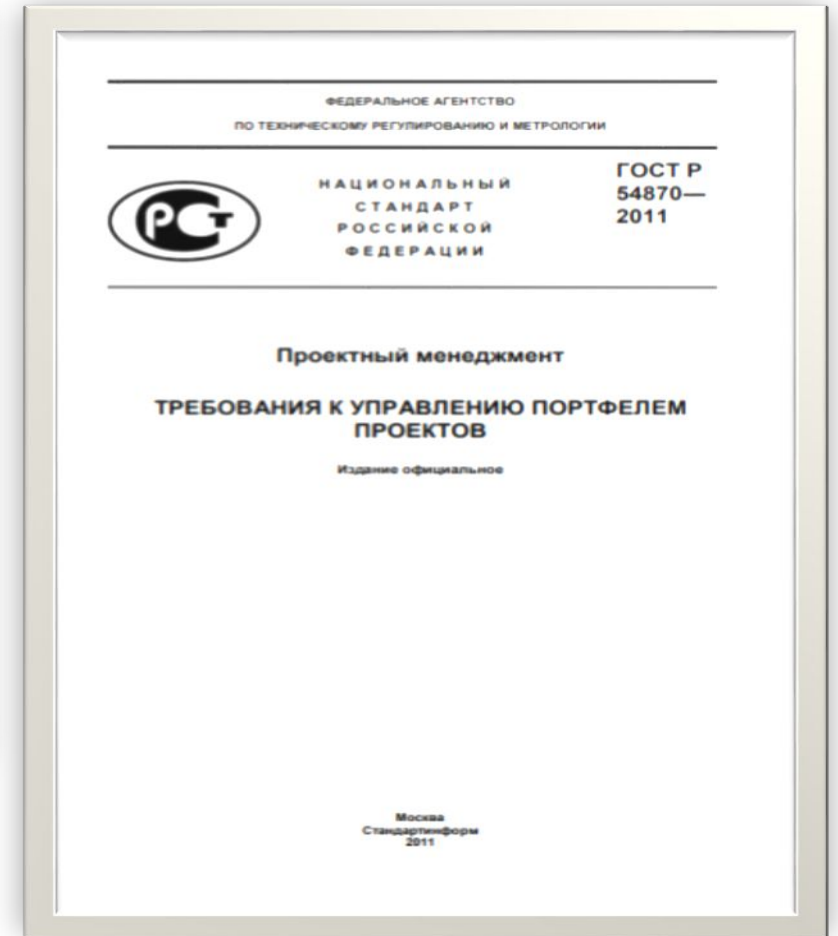 ФЕДЕРАЛЬНОЕ АГЕНТСТВО
ПО ТЕХНИЧЕСКОМУ РЕГУЛИРОВАНИЮ И МЕТРОЛОГИИ
РСТ
НАЦИОНАЛЬНЫЙ
СТАНДАРТ
РОССИЙСКОЙ
ФЕДЕРАЦИИ
ГОСТ Р
54870—
2011
Проектный менеджмент
ТРЕБОВАНИЯ К УПРАВЛЕНИЮ ПОРТФЕЛЕМ
ПРОЕКТОВ
Издание официальное
Москва
Стандартинформ
2011